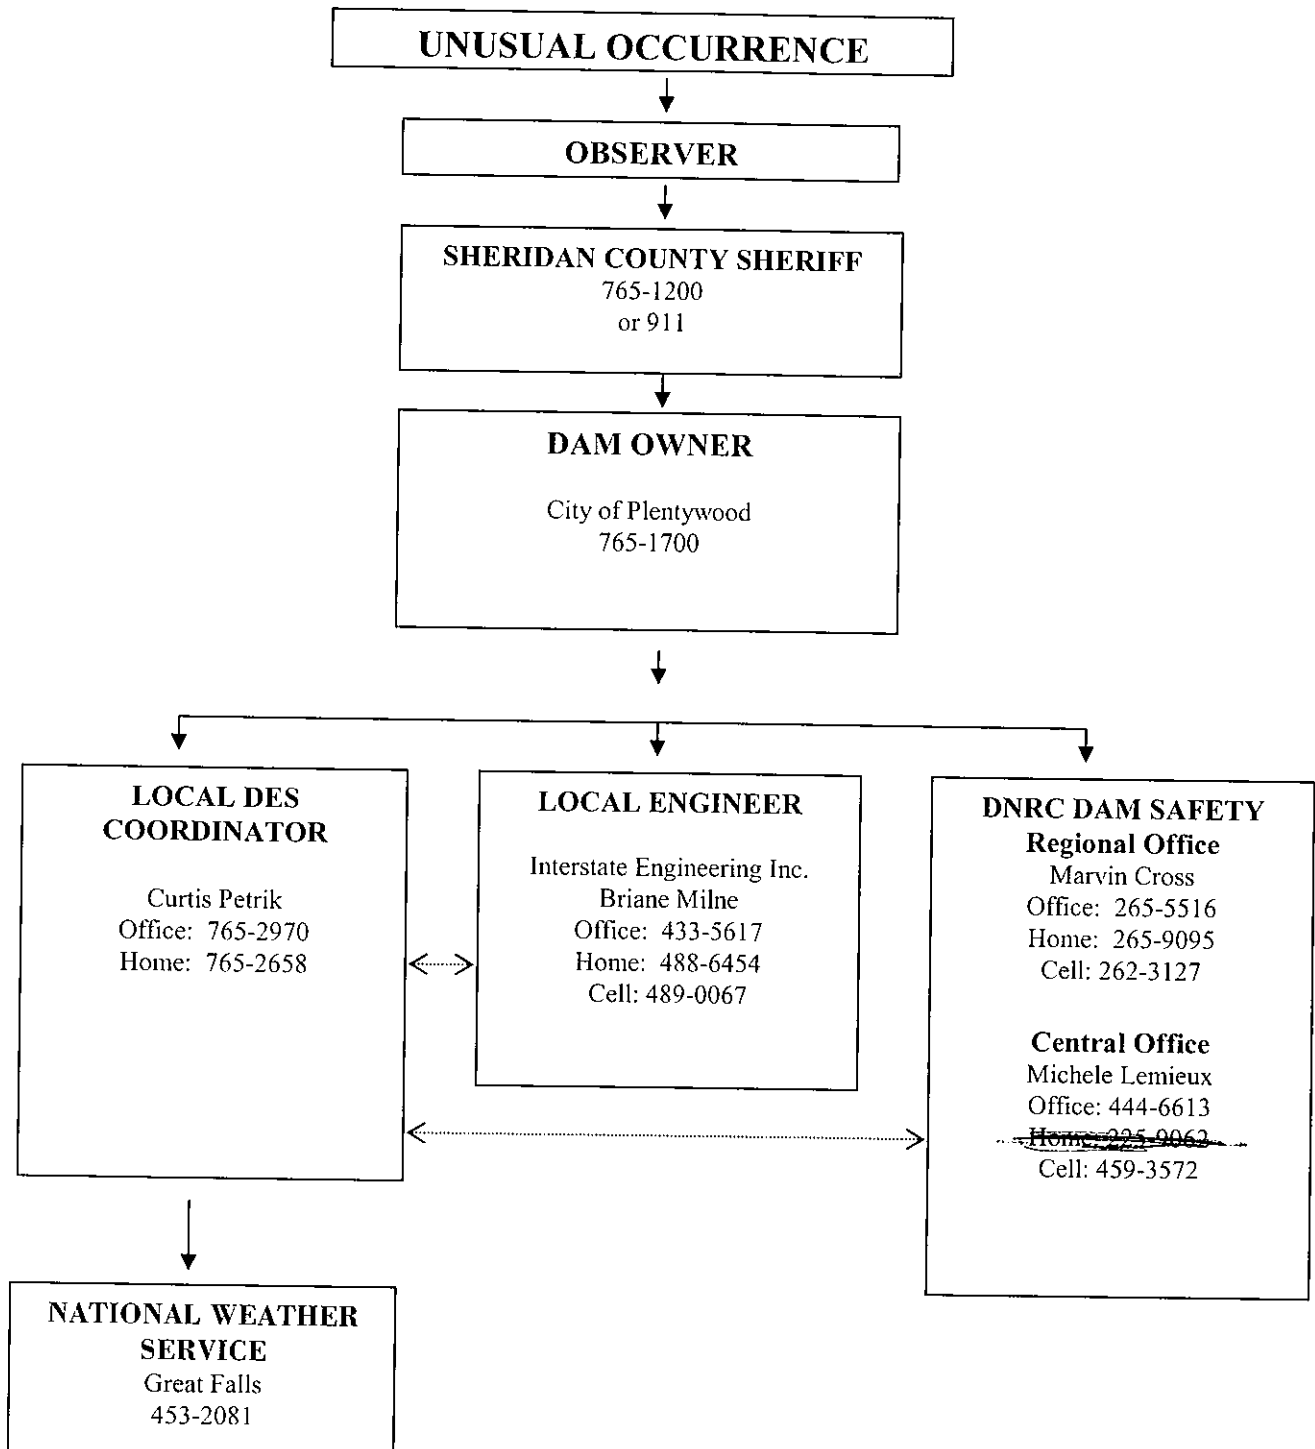 UNUSUAL OCCURRENCE
OBSERVER
SHERIDAN COUNTY SHERIFF
765-1200
or 911
DAM OWNER
City of Plentywood
765-1700
LOCAL DES
COORDINATOR
Curtis Petrik
Office: 765-2970
Home: 765-2658
LOCAL ENGINEER
Interstate Engineering Inc.
Briane Milne
Office: 433-5617
Home: 488-6454
Cell: 489-0067
DNRC DAM SAFETY
Regional Office
Marvin Cross
Office: 265-5516
Home: 265-9095
Cell: 262-3127
Central Office
Michele Lemieux
Office: 444-6613
Home:
Cell: 459-3572
NATIONAL WEATHER
SERVICE
Great Falls
453-2081